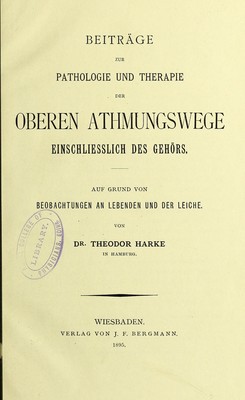 BEITRÄGE
ZUR
PATHOLOGIE UND THERAPIE
DER
OBEREN ATHMUNGSWEGE
EINSCHLIESSLICH DES GEHÖRS.
AUF GRUND VON
BEOBACHTUNGEN AN LEBENDEN UND DER LEICHE.
VON
DR. THEODOR HARKE
IN HAMBURG.
LIBRARY.
WIESBADEN.
VERLAG VON J. F. BERGMANN.
1895.